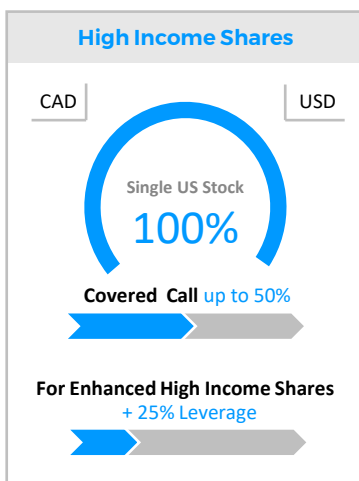 High Income Shares
CAD
USD
Single US Stock
100%
Covered Call up to 50%
For Enhanced High Income Shares
+ 25% Leverage